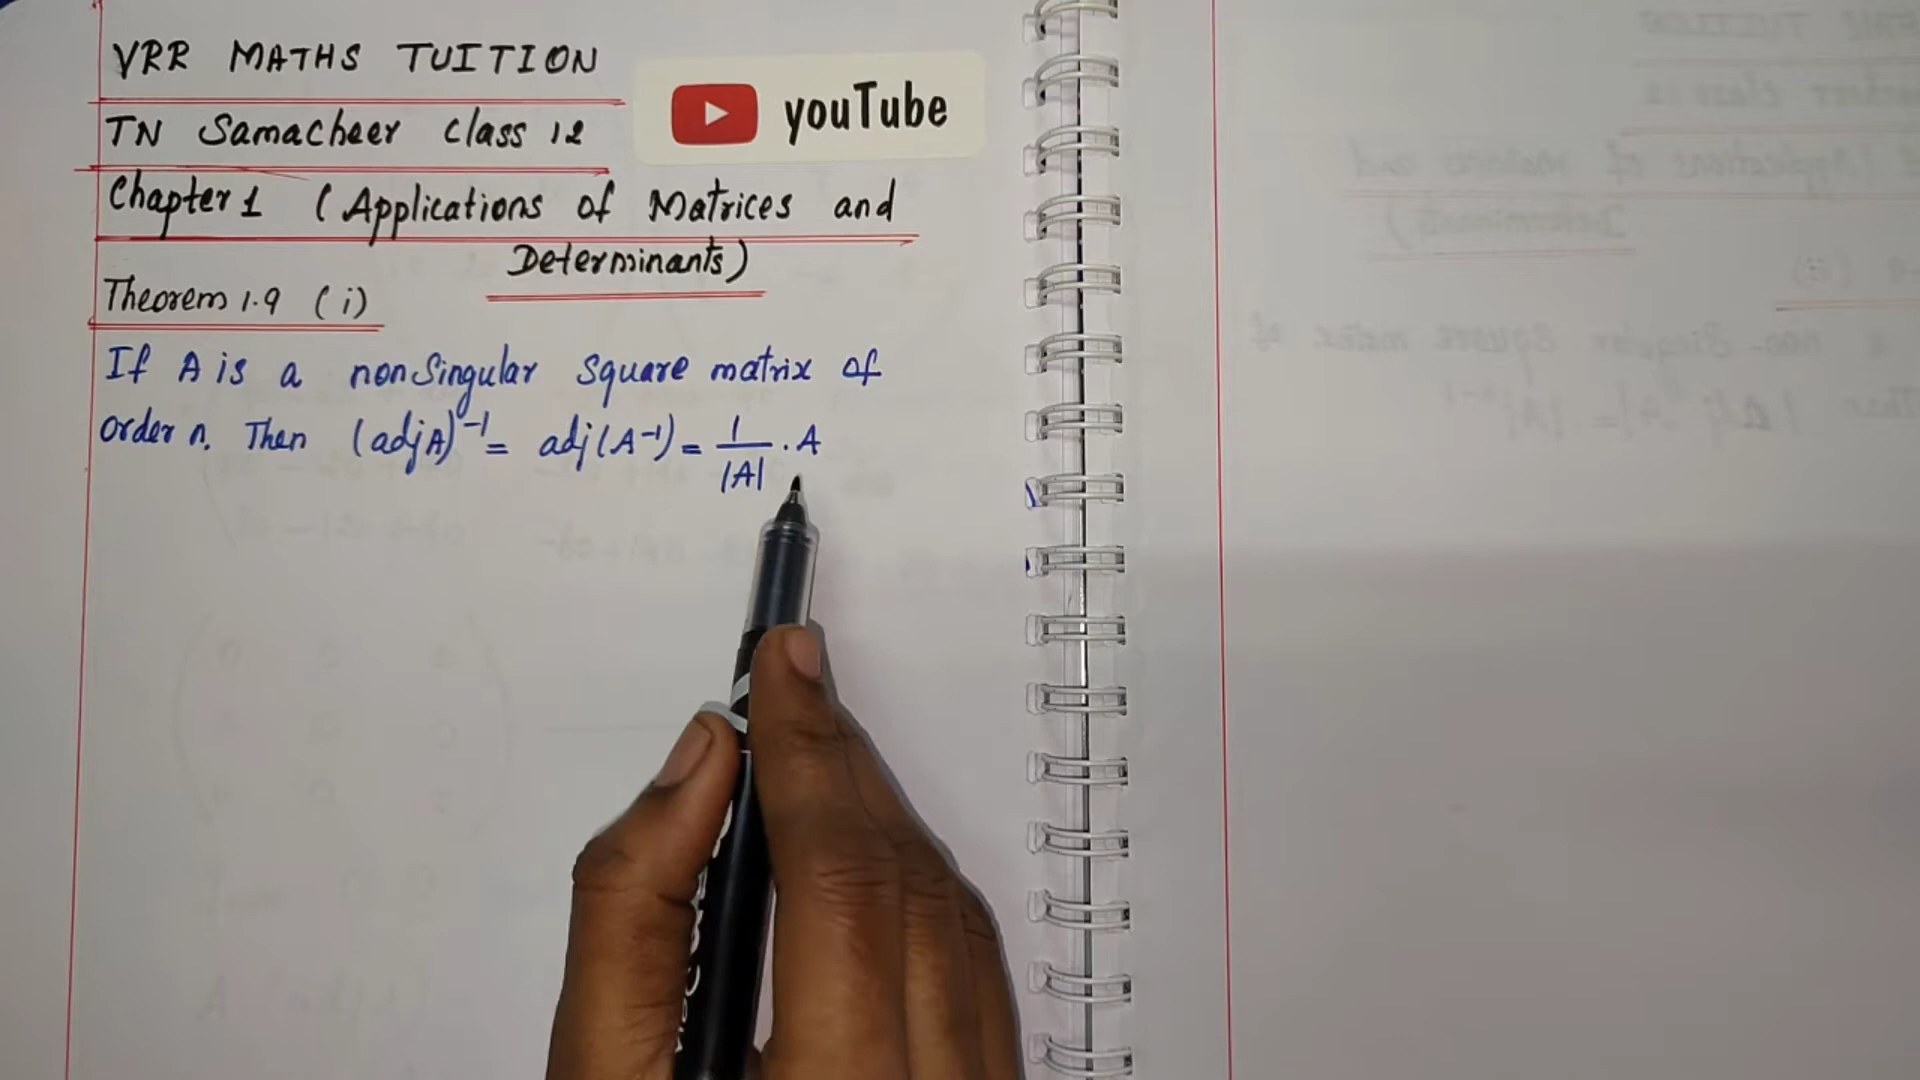 VRR MATHS TUITION
youTube
TN Samacheer class 12
Chapter 1 (Applications of Matrices and
Determinants)
Theorem 1.9 (i)
If A is a nonSingular Square matrix of
order n. Then (adj A)⁻¹ = adj(A⁻¹) = 1/|A| · A